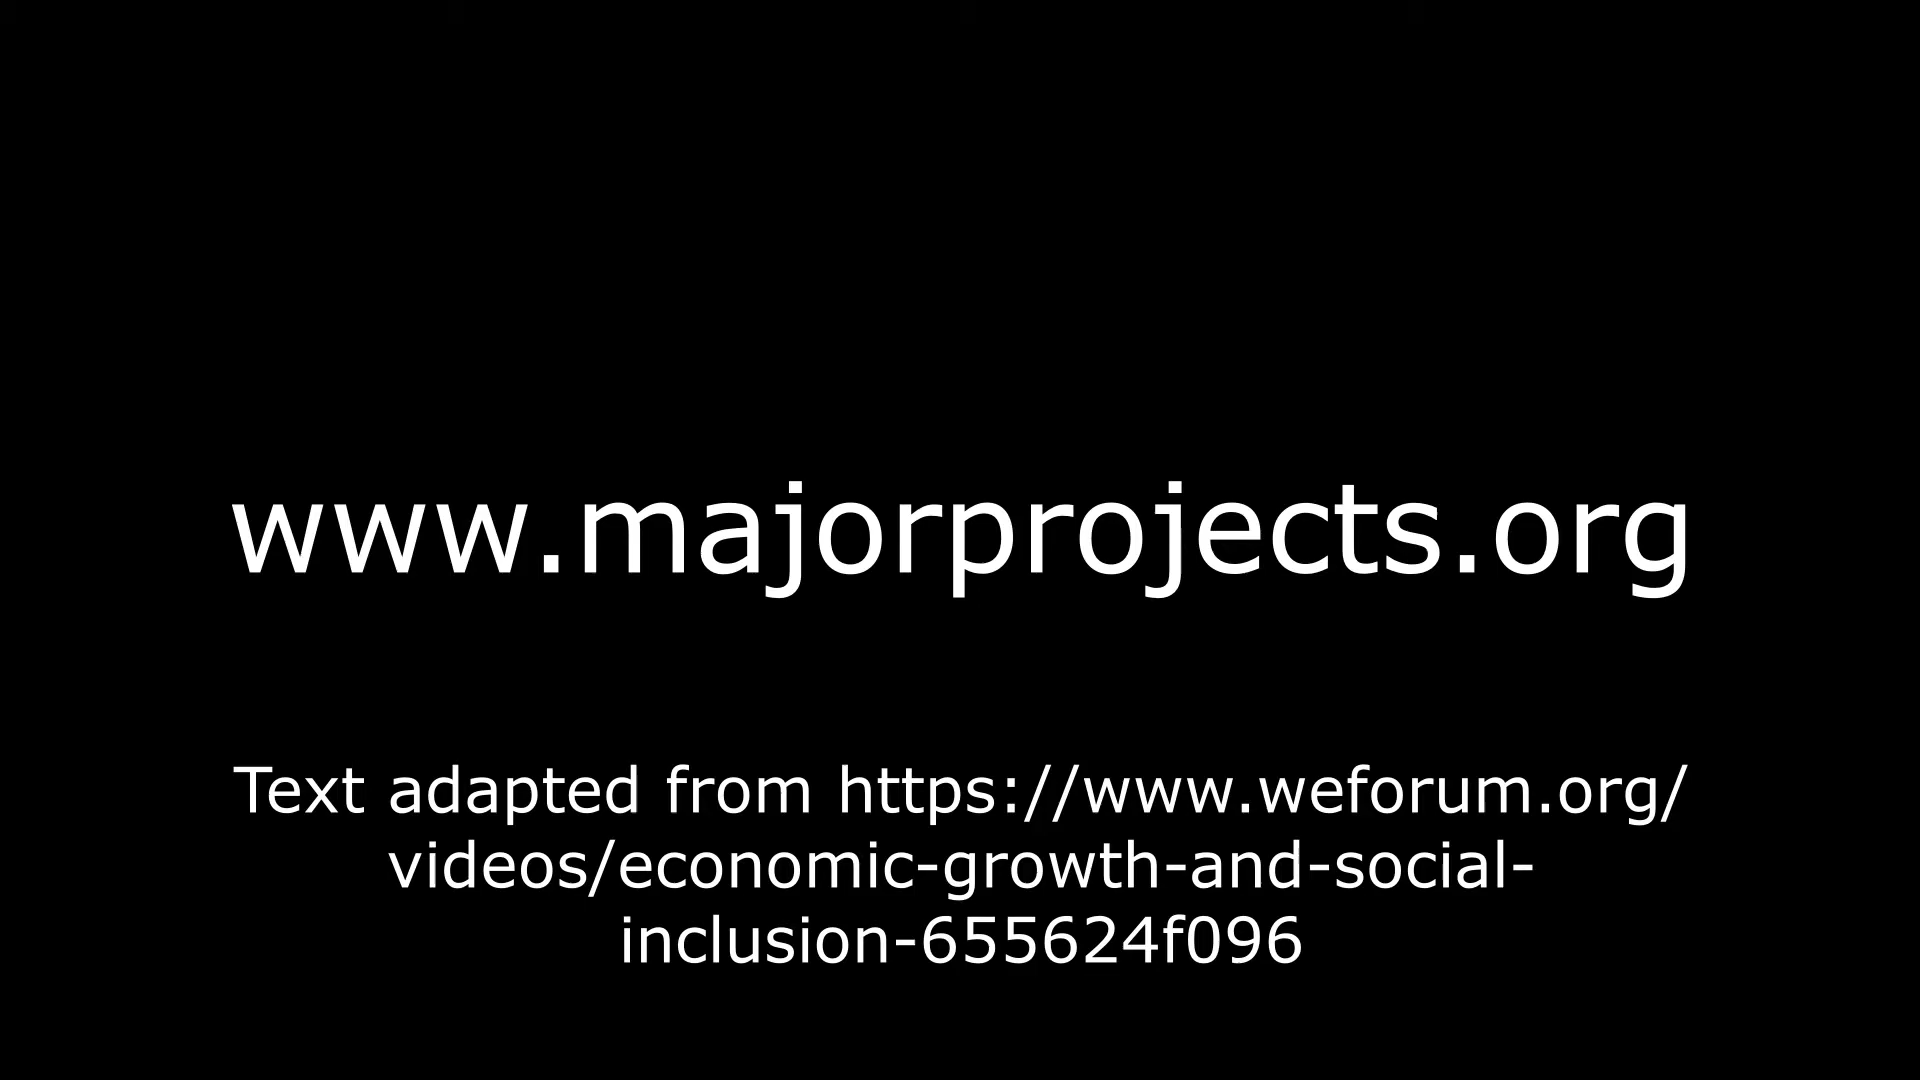 www.majorprojects.org
Text adapted from https://www.weforum.org/
videos/economic-growth-and-social-
inclusion-655624f096